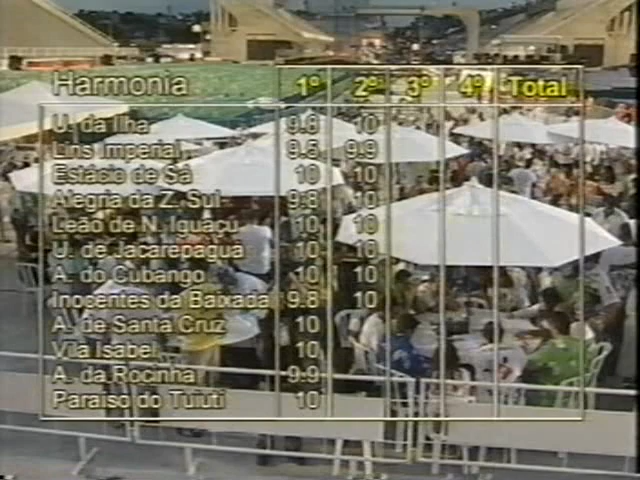 Harmonia 1º 2º 3º 4º Total
U. da Ilha 9.8 10
Lins Imperial 9.5 9.9
Estácio de Sá 10 10
Alegria da Z. Sul 9.8 10
Leão de N. Iguaçu 10 10
U. de Jacarepaguá 10 10
A. do Cubango 10 10
Inocentes da Baixada 9.8 10
A. de Santa Cruz 10
Vila Isabel 10
A. da Rocinha 9.9
Paraíso do Tuiuti 10